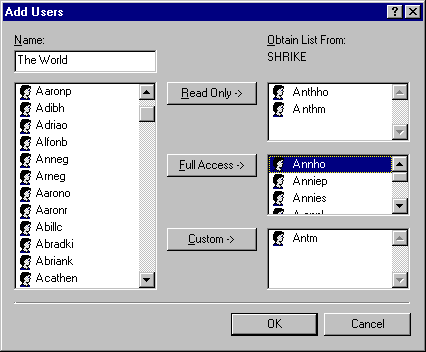 Add Users
Name:
The World
Obtain List From:
SHRIKE
Aaronp
Adibh
Adriao
Alfonb
Anneg
Arneg
Aarono
Aaronr
Abillc
Abradki
Abriank
Acathen
Read Only ->
Anthho
Anthm
Full Access ->
Annho
Anniep
Annies
Custom ->
Antm
OK
Cancel